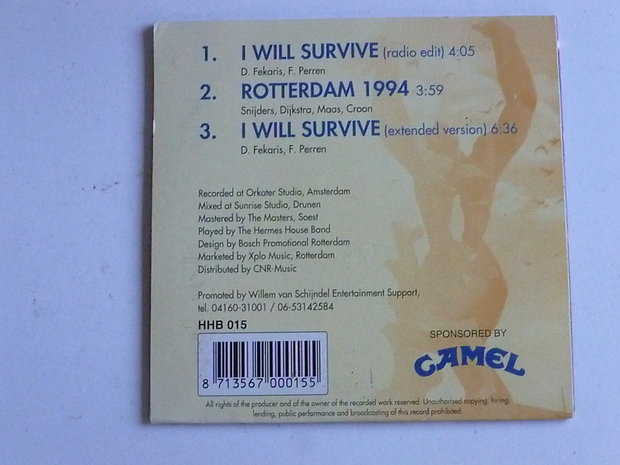 1. I WILL SURVIVE (radio edit) 4:05
D. Fekaris, F. Perren
2. ROTTERDAM 1994 3:59
Snijders, Dijkstra, Maas, Croon
3. I WILL SURVIVE (extended version) 6:36
D. Fekaris, F. Perren
Recorded at Orkater Studio, Amsterdam
Mixed at Sunrise Studio, Drunen
Mastered by The Masters, Soest
Played by The Hermes House Band
Design by Bosch Promotional Rotterdam
Marketed by Xplo Music, Rotterdam
Distributed by CNR-Music
Promoted by Willem van Schijndel Entertainment Support,
tel. 04160-31001 / 06-53142584
HHB 015
8 713567 000155
SPONSORED BY
CAMEL
All rights of the producer and of the owner of the recorded work reserved. Unauthorised copying, hiring,
lending, public performance and broadcasting of this record prohibited.